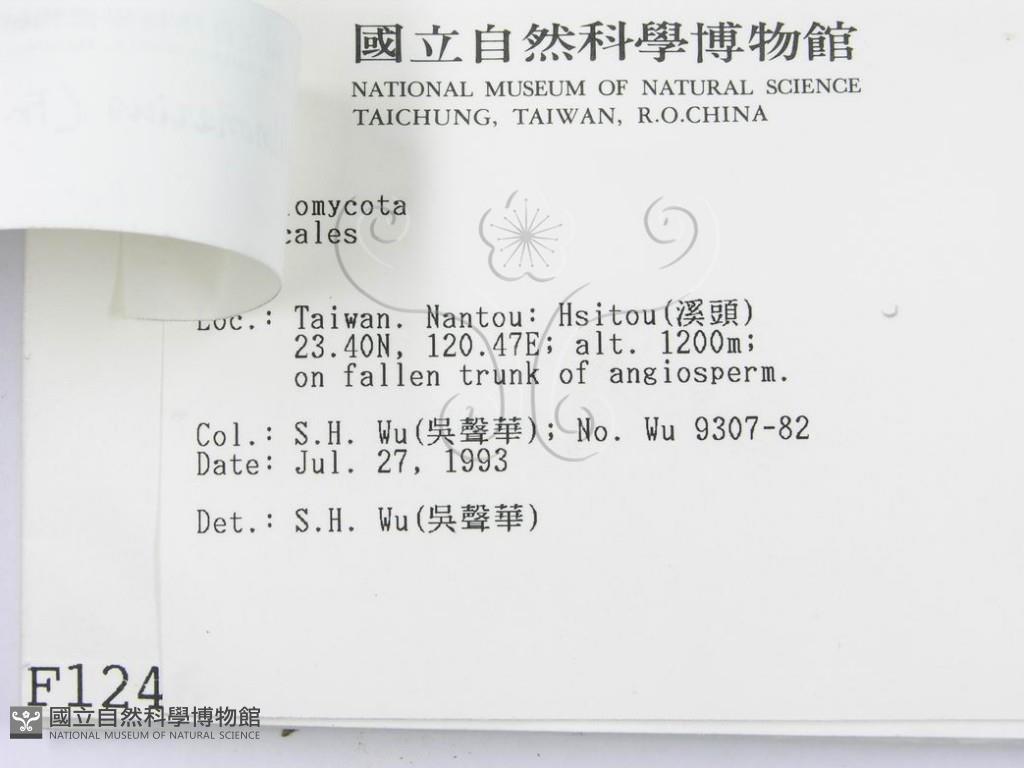 國立自然科學博物館
NATIONAL MUSEUM OF NATURAL SCIENCE
TAICHUNG, TAIWAN, R.O.CHINA
omycota
cales
Loc.: Taiwan. Nantou: Hsitou(溪頭)
23.40N, 120.47E; alt. 1200m;
on fallen trunk of angiosperm.
Col.: S.H. Wu(吳聲華); No. Wu 9307-82
Date: Jul. 27, 1993
Det.: S.H. Wu(吳聲華)
F124
國立自然科學博物館
NATIONAL MUSEUM OF NATURAL SCIENCE